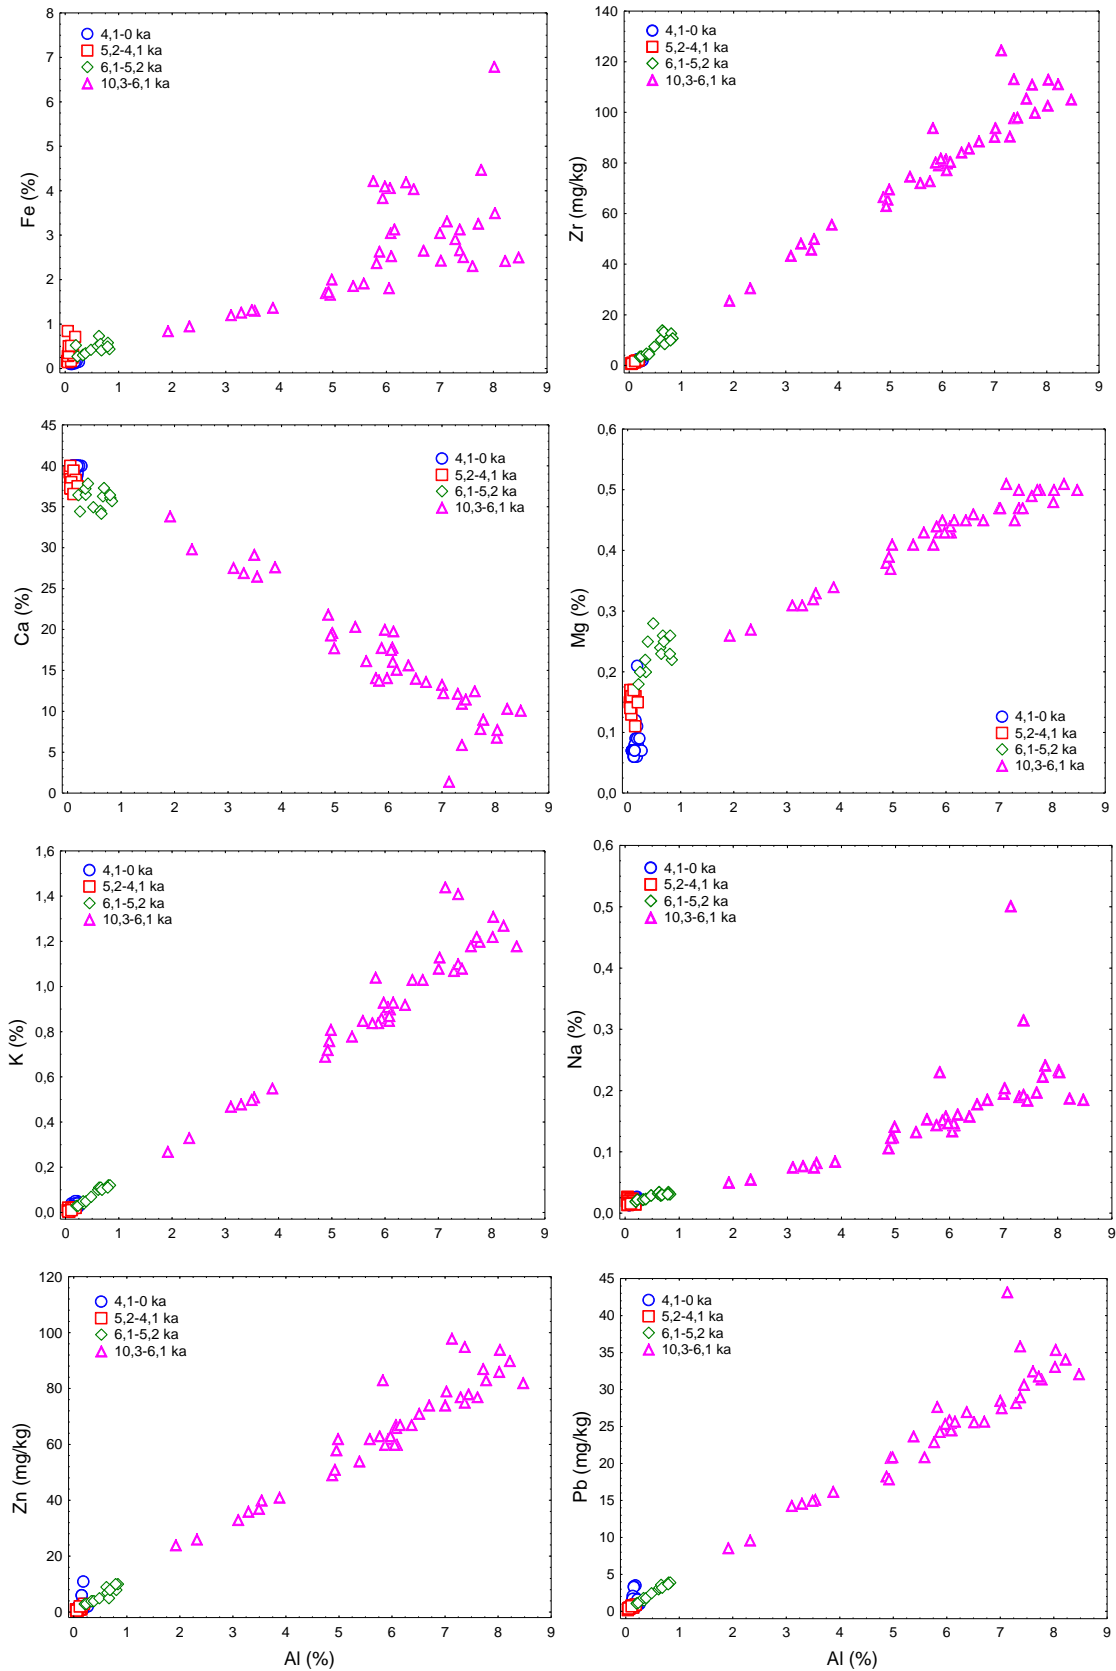 8
7
6
5
4
3
2
1
0
Fe (%)
4,1-0 ka
5,2-4,1 ka
6,1-5,2 ka
10,3-6,1 ka
0 1 2 3 4 5 6 7 8 9
140
120
100
80
60
40
20
0
Zr (mg/kg)
4,1-0 ka
5,2-4,1 ka
6,1-5,2 ka
10,3-6,1 ka
0 1 2 3 4 5 6 7 8 9
45
40
35
30
25
20
15
10
5
0
Ca (%)
4,1-0 ka
5,2-4,1 ka
6,1-5,2 ka
10,3-6,1 ka
0 1 2 3 4 5 6 7 8 9
0,6
0,5
0,4
0,3
0,2
0,1
0,0
Mg (%)
4,1-0 ka
5,2-4,1 ka
6,1-5,2 ka
10,3-6,1 ka
0 1 2 3 4 5 6 7 8 9
1,6
1,4
1,2
1,0
0,8
0,6
0,4
0,2
0,0
K (%)
4,1-0 ka
5,2-4,1 ka
6,1-5,2 ka
10,3-6,1 ka
0 1 2 3 4 5 6 7 8 9
0,6
0,5
0,4
0,3
0,2
0,1
0,0
Na (%)
4,1-0 ka
5,2-4,1 ka
6,1-5,2 ka
10,3-6,1 ka
0 1 2 3 4 5 6 7 8 9
120
100
80
60
40
20
0
Zn (mg/kg)
4,1-0 ka
5,2-4,1 ka
6,1-5,2 ka
10,3-6,1 ka
0 1 2 3 4 5 6 7 8 9
Al (%)
45
40
35
30
25
20
15
10
5
0
Pb (mg/kg)
4,1-0 ka
5,2-4,1 ka
6,1-5,2 ka
10,3-6,1 ka
0 1 2 3 4 5 6 7 8 9
Al (%)